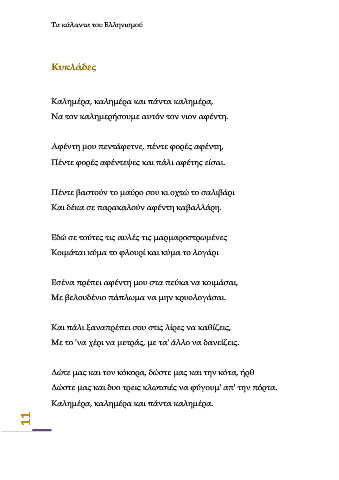 Τα κάλαντα του Ελληνισμού
Κυκλάδες
Καλημέρα, καλημέρα και πάντα καλημέρα,
Να τον καλημερήσουμε αυτόν τον νιον αφέντη.
Αφέντη μου πεντάφετνε, πέντε φορές αφέντη,
Πέντε φορές αφέντεψες και πάλι αφέτης είσαι.
Πέντε βαστούν το μαύρο σου κι οχτώ το σαλιβάρι
Και δέκα σε παρακαλούν αφέντη καβαλλάρη.
Εδώ σε τούτες τις αυλές τις μαρμαροστρωμένες
Κοιμάται κύμα το φλουρί και κύμα το λογάρι
Εσένα πρέπει αφέντη μου στα πεύκα να κοιμάσαι,
Με βελουδένιο πάπλωμα να μην κρυολογάσαι.
Και πάλι ξαναπρέπει σου στις λίρες να καθίζεις,
Με το 'να χέρι να μετράς, με τα' άλλο να δανείζεις.
Δώτε μας και τον κόκορα, δώστε μας και την κότα, ήρθ
Δώστε μας και δυο τρεις κλωτσιές να φύγουμ' απ' την πόρτα.
Καλημέρα, καλημέρα και πάντα καλημέρα.
11